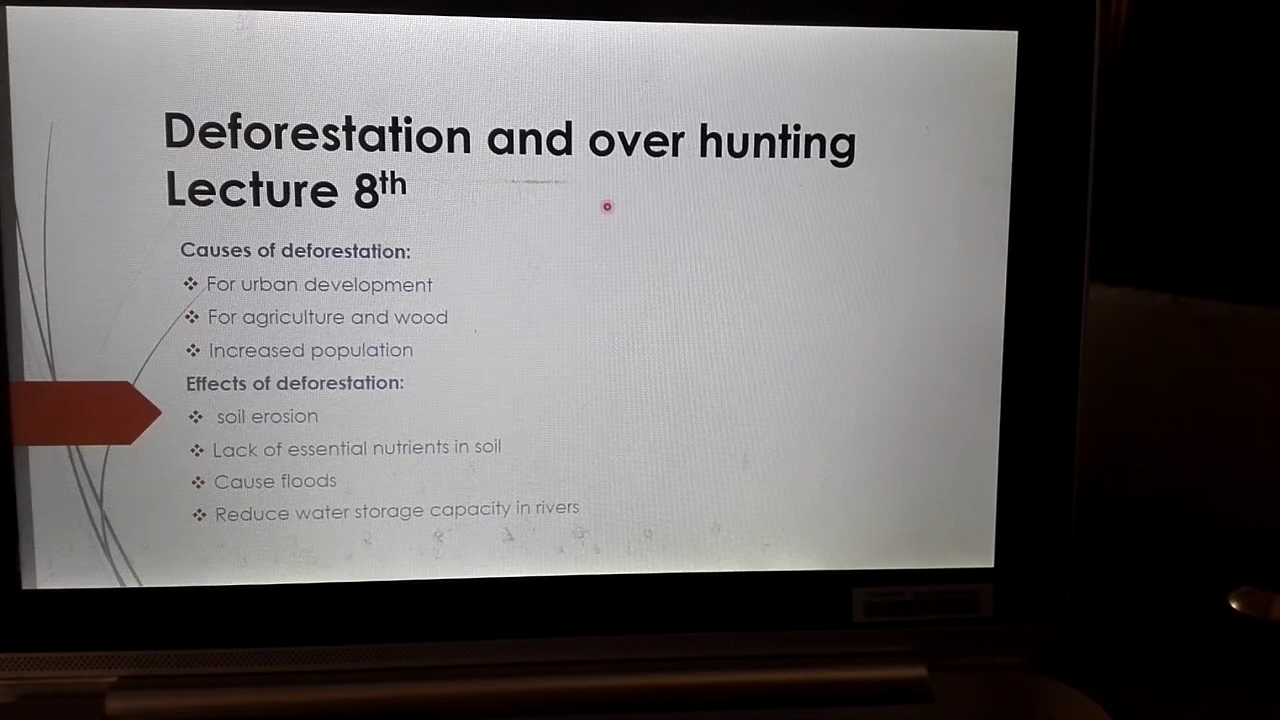 Deforestation and over hunting
Lecture 8th
Causes of deforestation:
❖ For urban development
❖ For agriculture and wood
❖ Increased population
Effects of deforestation:
❖ soil erosion
❖ Lack of essential nutrients in soil
❖ Cause floods
❖ Reduce water storage capacity in rivers